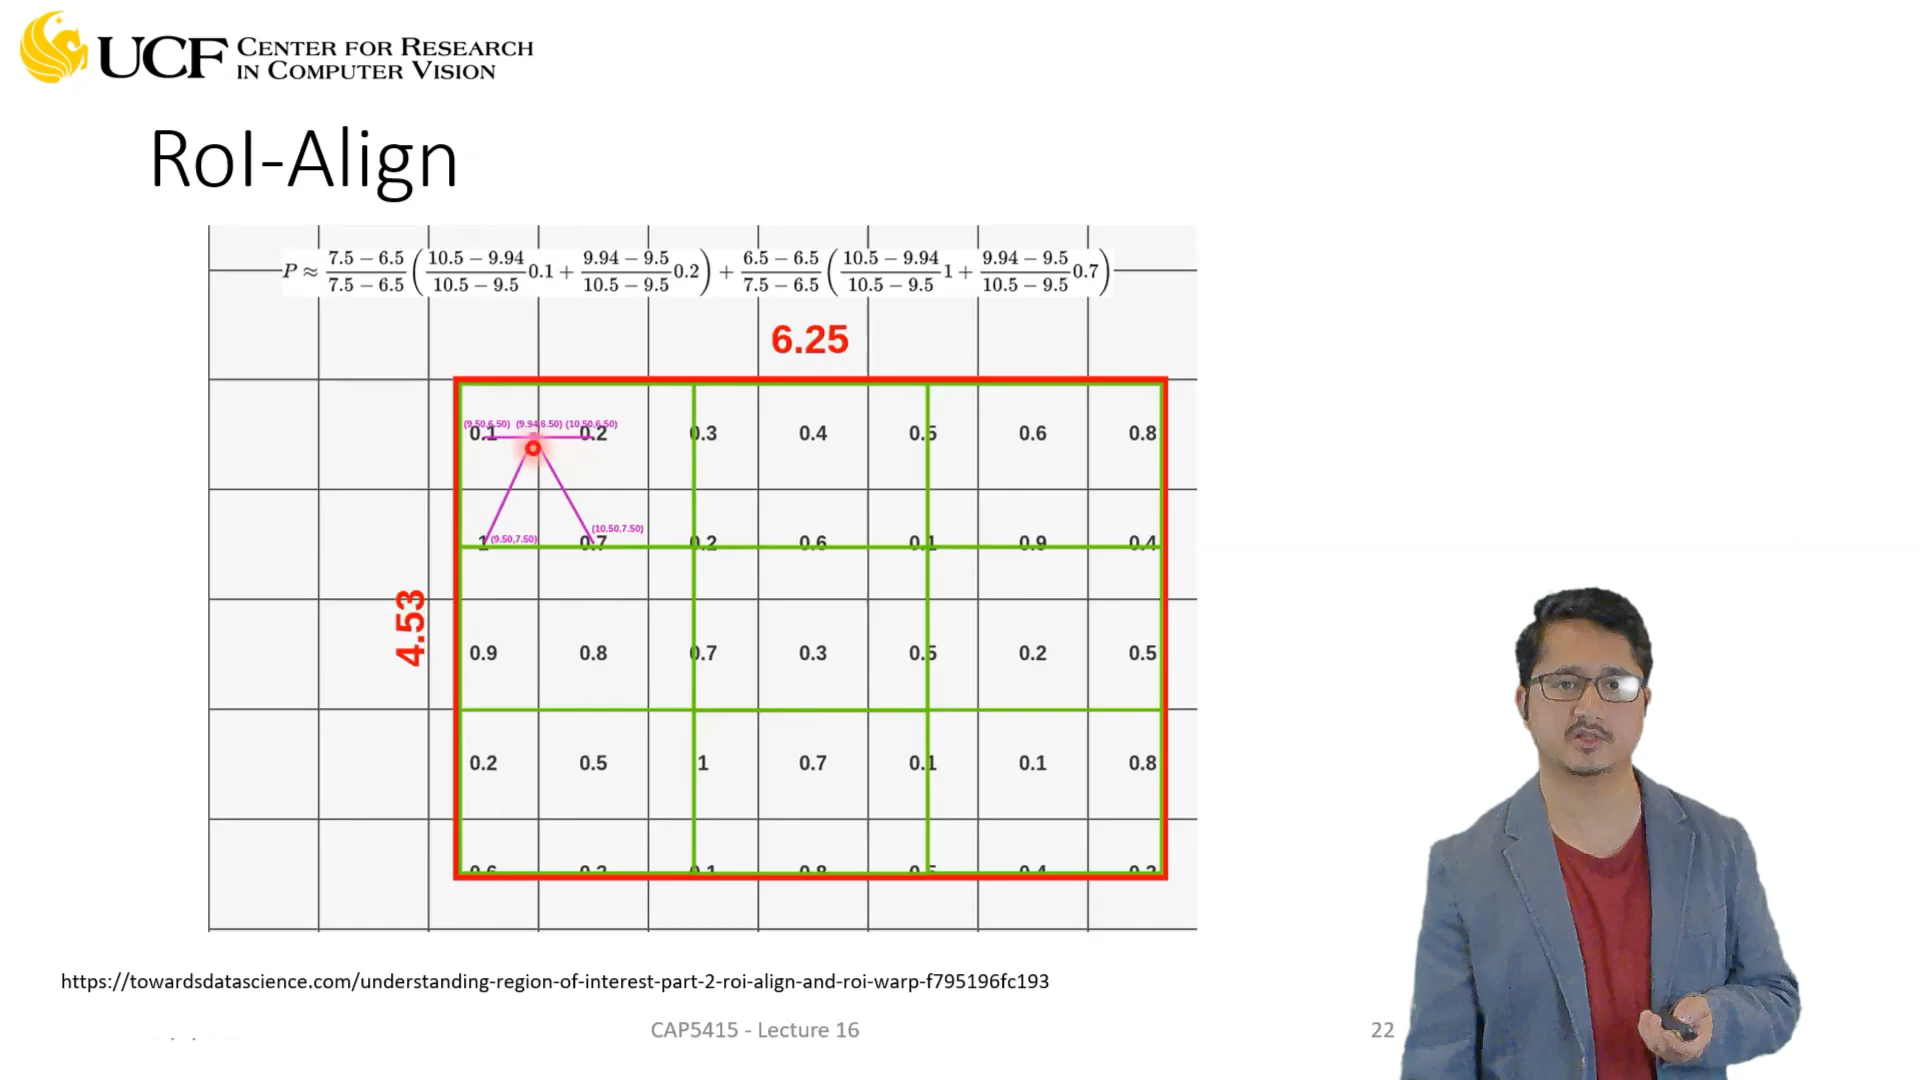 UCF CENTER FOR RESEARCH
IN COMPUTER VISION
RoI-Align
P ≈ \frac{7.5 − 6.5}{7.5 − 6.5} ( \frac{10.5 − 9.94}{10.5 − 9.5} 0.1 + \frac{9.94 − 9.5}{10.5 − 9.5} 0.2 ) + \frac{6.5 − 6.5}{7.5 − 6.5} ( \frac{10.5 − 9.94}{10.5 − 9.5} 1 + \frac{9.94 − 9.5}{10.5 − 9.5} 0.7 )
6.25
(9.50,6.50) (9.94,6.50) (10.50,6.50)
0.1 0.2 0.3 0.4 0.5 0.6 0.8
(10.50,7.50)
(9.50,7.50)
1 0.7 0.2 0.6 0.1 0.9 0.4
4.53
0.9 0.8 0.7 0.3 0.5 0.2 0.5
0.2 0.5 1 0.7 0.1 0.1 0.8
https://towardsdatascience.com/understanding-region-of-interest-part-2-roi-align-and-roi-warp-f795196fc193
CAP5415 - Lecture 16
22